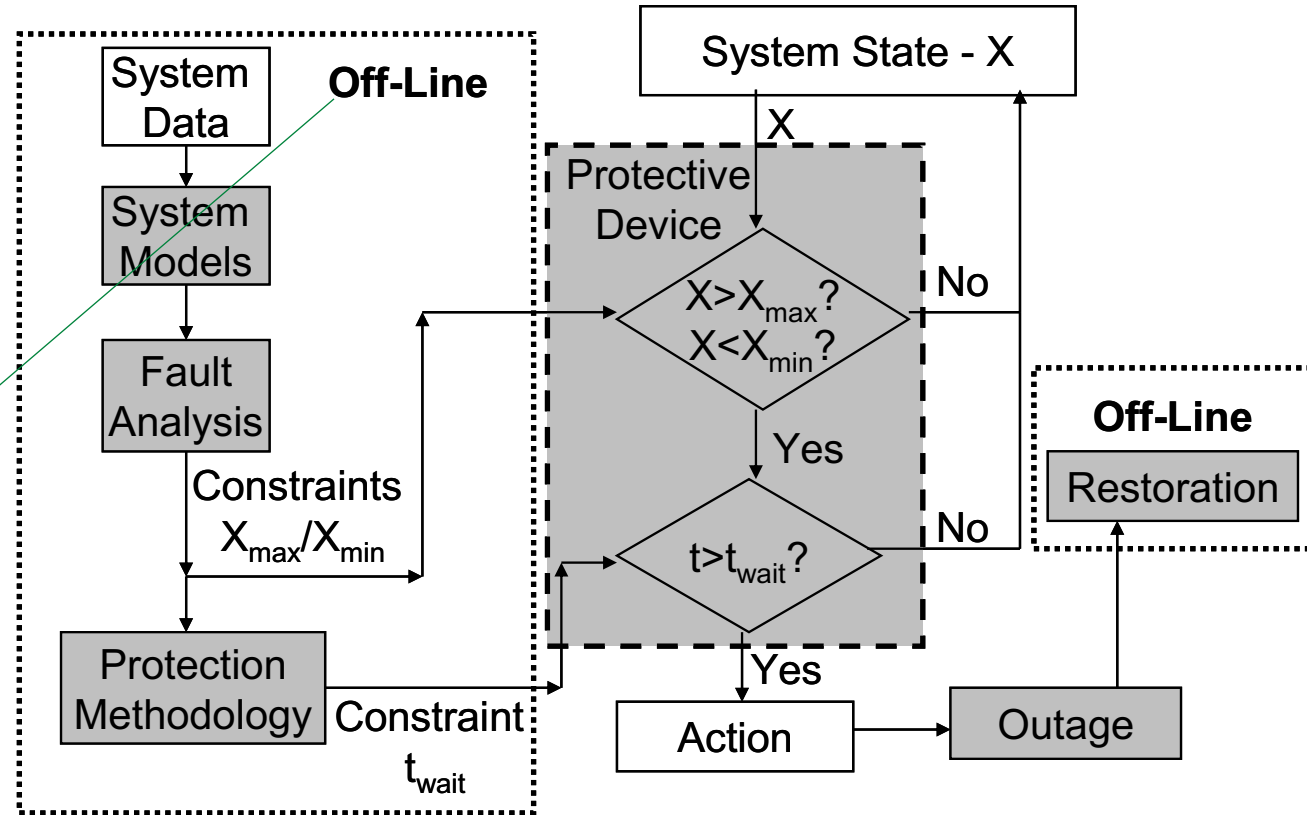 System
Data
Off-Line
System
Models
Fault
Analysis
Constraints
Xmax/Xmin
Protection
Methodology
Constraint
twait
System State - X
X
Protective
Device
X>Xmax?
X<Xmin?
No
Yes
t>twait?
No
Yes
Action
Outage
Off-Line
Restoration